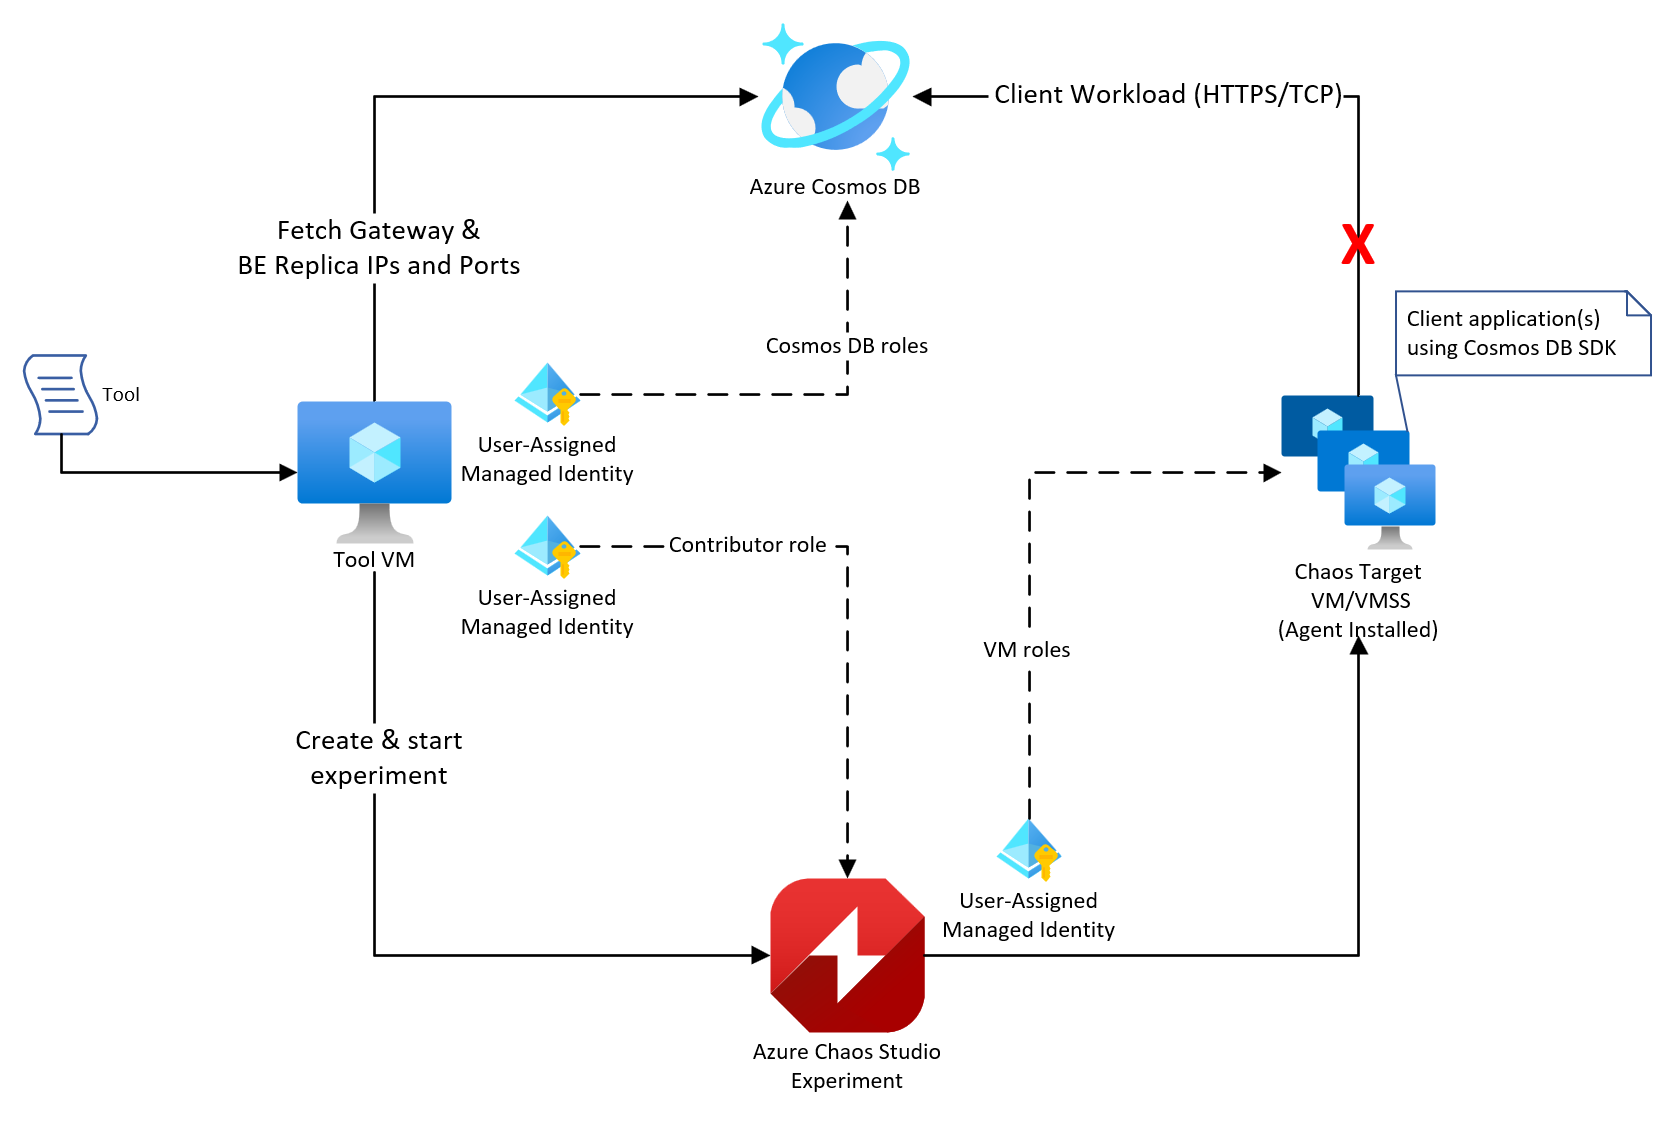 Client Workload (HTTPS/TCP)
Azure Cosmos DB
Fetch Gateway &
BE Replica IPs and Ports
Client application(s)
using Cosmos DB SDK
Cosmos DB roles
Tool
User-Assigned
Managed Identity
Tool VM
Contributor role
User-Assigned
Managed Identity
Chaos Target
VM/VMSS
(Agent Installed)
VM roles
Create & start
experiment
User-Assigned
Managed Identity
Azure Chaos Studio
Experiment